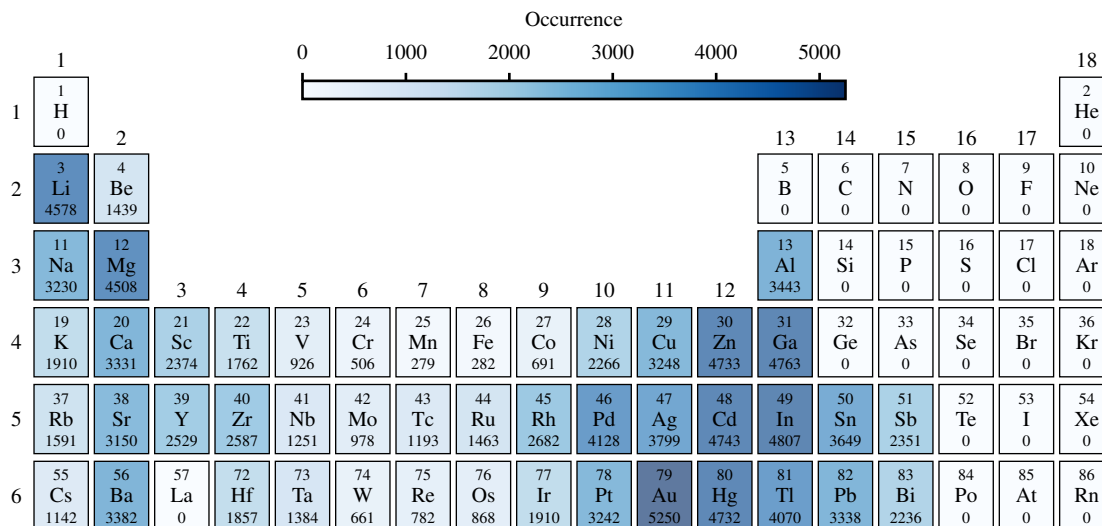 Occurrence
0 1000 2000 3000 4000 5000
1 18
1 2
1 H He
0 2 0
13 14 15 16 17
3 4 5 6 7 8 9 10
2 Li Be B C N O F Ne
4578 1439 0 0 0 0 0 0
11 12 13 14 15 16 17 18
3 Na Mg Al Si P S Cl Ar
3230 4508 3443 0 0 0 0 0
3 4 5 6 7 8 9 10 11 12
19 20 21 22 23 24 25 26 27 28 29 30 31 32 33 34 35 36
4 K Ca Sc Ti V Cr Mn Fe Co Ni Cu Zn Ga Ge As Se Br Kr
1910 3331 2374 1762 926 506 279 282 691 2266 3248 4733 4763 0 0 0 0 0
37 38 39 40 41 42 43 44 45 46 47 48 49 50 51 52 53 54
5 Rb Sr Y Zr Nb Mo Tc Ru Rh Pd Ag Cd In Sn Sb Te I Xe
1591 3150 2529 2587 1251 978 1193 1463 2682 4128 3799 4743 4807 3649 2351 0 0 0
55 56 57 72 73 74 75 76 77 78 79 80 81 82 83 84 85 86
6 Cs Ba La Hf Ta W Re Os Ir Pt Au Hg Tl Pb Bi Po At Rn
1142 3382 0 1857 1384 661 782 868 1910 3242 5250 4732 4070 3338 2236 0 0 0